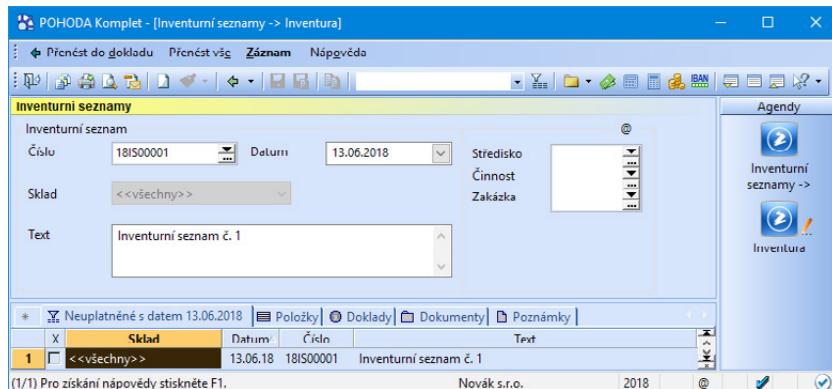 POHODA Komplet - [Inventurní seznamy -> Inventura]
Přenést do dokladu Přenést vše Záznam Nápověda
IBAN
Inventurní seznamy Agendy
Inventurní seznam @
Číslo 18IS00001 Datum 13.06.2018 Středisko
Činnost
Zakázka
Sklad <<všechny>>
Text Inventurní seznam č. 1
Inventurní seznamy ->
Inventura
* Neuplatněné s datem 13.06.2018 Položky Doklady Dokumenty Poznámky
X Sklad Datum Číslo Text
1 <<všechny>> 13.06.18 18IS00001 Inventurní seznam č. 1
(1/1) Pro získání nápovědy stiskněte F1. Novák s.r.o. 2018 @